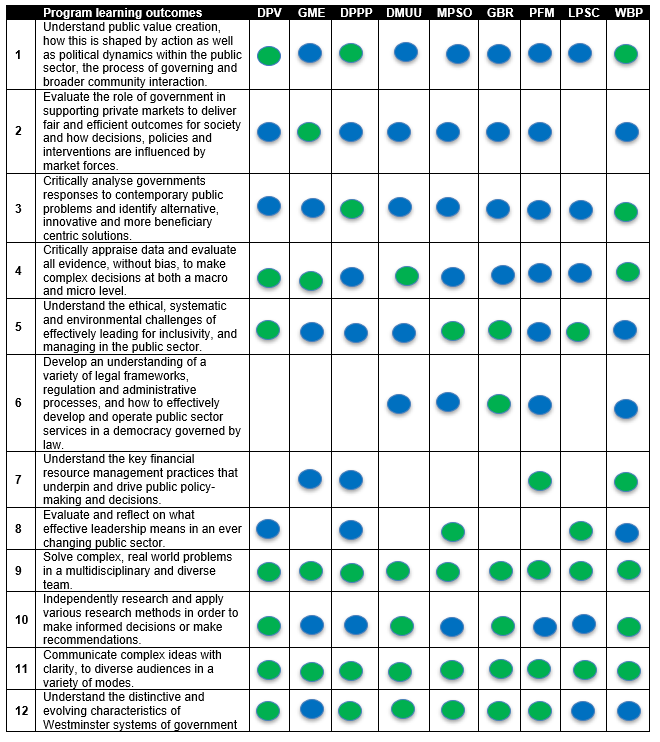 Program learning outcomes DPV GME DPPP DMUU MPSO GBR PFM LPSC WBP
1
Understand public value creation,
how this is shaped by action as well
as political dynamics within the public
sector, the process of governing and
broader community interaction.
2
Evaluate the role of government in
supporting private markets to deliver
fair and efficient outcomes for society
and how decisions, policies and
interventions are influenced by
market forces.
3
Critically analyse governments
responses to contemporary public
problems and identify alternative,
innovative and more beneficiary
centric solutions.
4
Critically appraise data and evaluate
all evidence, without bias, to make
complex decisions at both a macro
and micro level.
5
Understand the ethical, systematic
and environmental challenges of
effectively leading for inclusivity, and
managing in the public sector.
6
Develop an understanding of a
variety of legal frameworks,
regulation and administrative
processes, and how to effectively
develop and operate public sector
services in a democracy governed by
law.
7
Understand the key financial
resource management practices that
underpin and drive public policy-
making and decisions.
8
Evaluate and reflect on what
effective leadership means in an ever
changing public sector.
9
Solve complex, real world problems
in a multidisciplinary and diverse
team.
10
Independently research and apply
various research methods in order to
make informed decisions or make
recommendations.
11
Communicate complex ideas with
clarity, to diverse audiences in a
variety of modes.
12
Understand the distinctive and
evolving characteristics of
Westminster systems of government